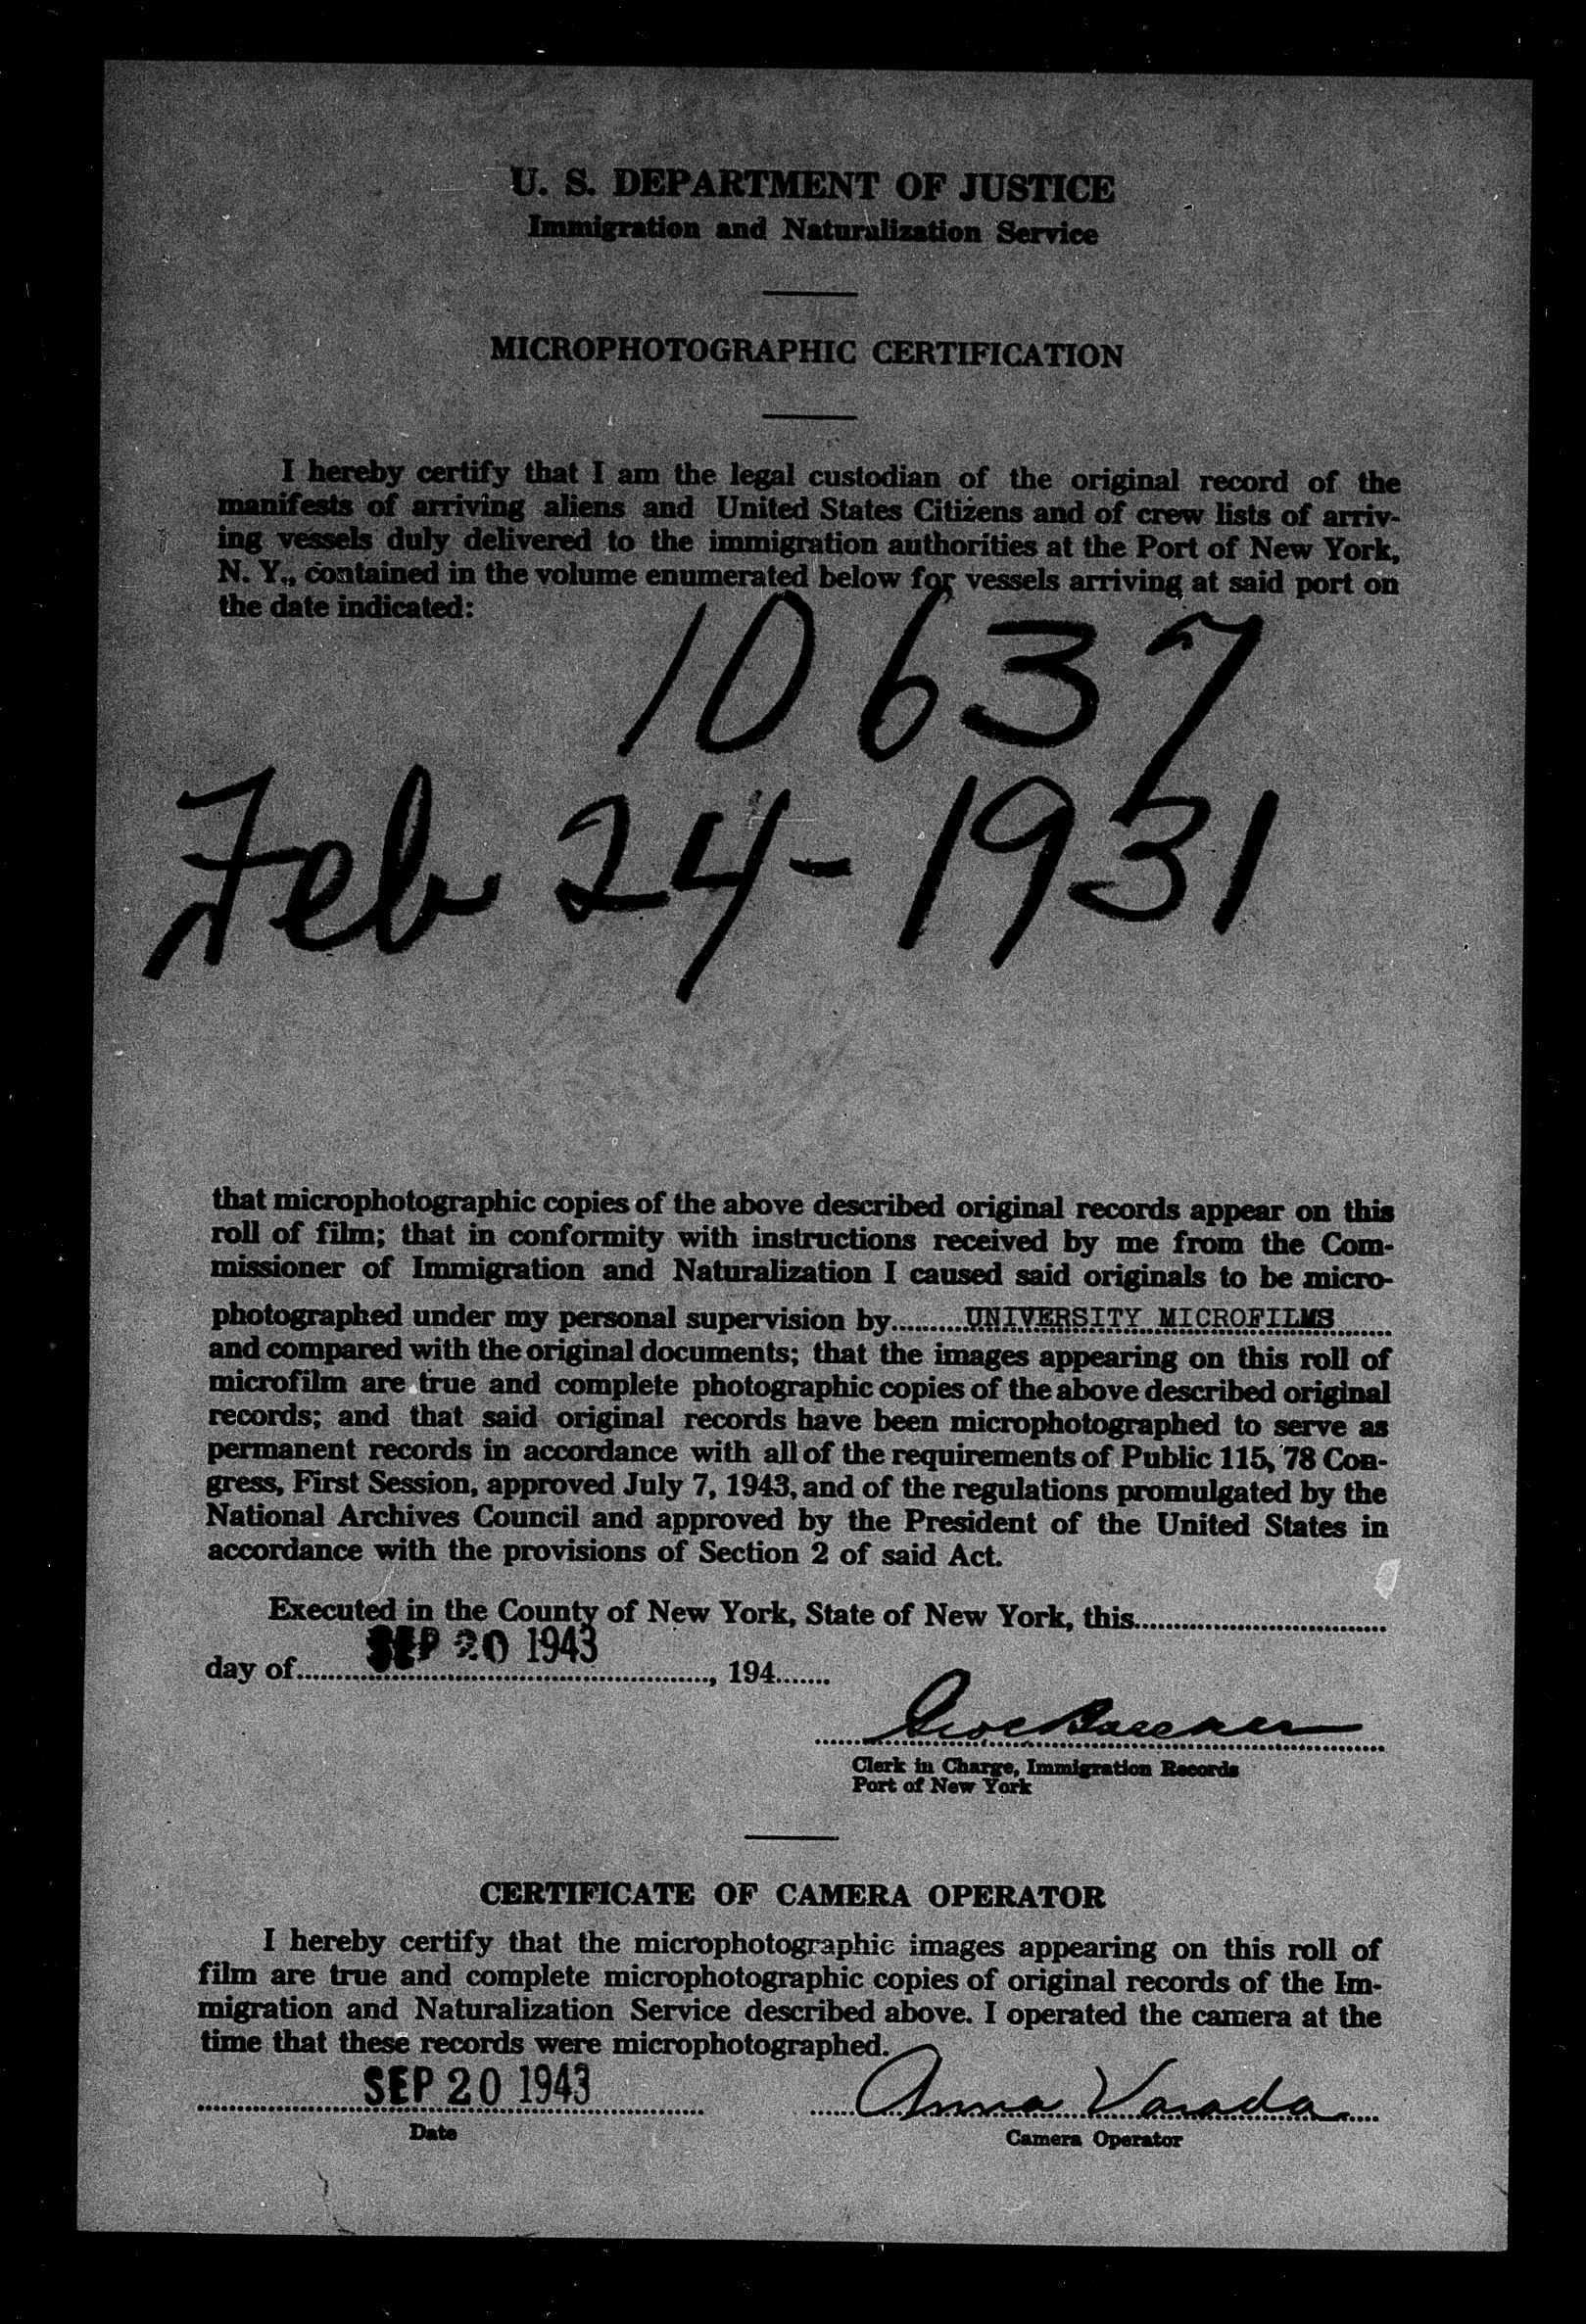 U. S. DEPARTMENT OF JUSTICE
Immigration and Naturalization Service
MICROPHOTOGRAPHIC CERTIFICATION
I hereby certify that I am the legal custodian of the original record of the
manifests of arriving aliens and United States Citizens and of crew lists of arriv-
ing vessels duly delivered to the immigration authorities at the Port of New York,
N. Y., contained in the volume enumerated below for vessels arriving at said port on
the date indicated:
10637
Feb 24-1931
that microphotographic copies of the above described original records appear on this
roll of film; that in conformity with instructions received by me from the Com-
missioner of Immigration and Naturalization I caused said originals to be micro-
photographed under my personal supervision by..........UNIVERSITY MICROFILMS.......
and compared with the original documents; that the images appearing on this roll of
microfilm are true and complete photographic copies of the above described original
records; and that said original records have been microphotographed to serve as
permanent records in accordance with all of the requirements of Public 115, 78 Con-
gress, First Session, approved July 7, 1943, and of the regulations promulgated by the
National Archives Council and approved by the President of the United States in
accordance with the provisions of Section 2 of said Act.
Executed in the County of New York, State of New York, this................................
SEP 20 1943
day of........................................................, 194.......
Clerk in Charge, Immigration Records
Port of New York
CERTIFICATE OF CAMERA OPERATOR
I hereby certify that the microphotographic images appearing on this roll of
film are true and complete microphotographic copies of original records of the Im-
migration and Naturalization Service described above. I operated the camera at the
time that these records were microphotographed.
SEP 20 1943 Anna Varada
Date Camera Operator